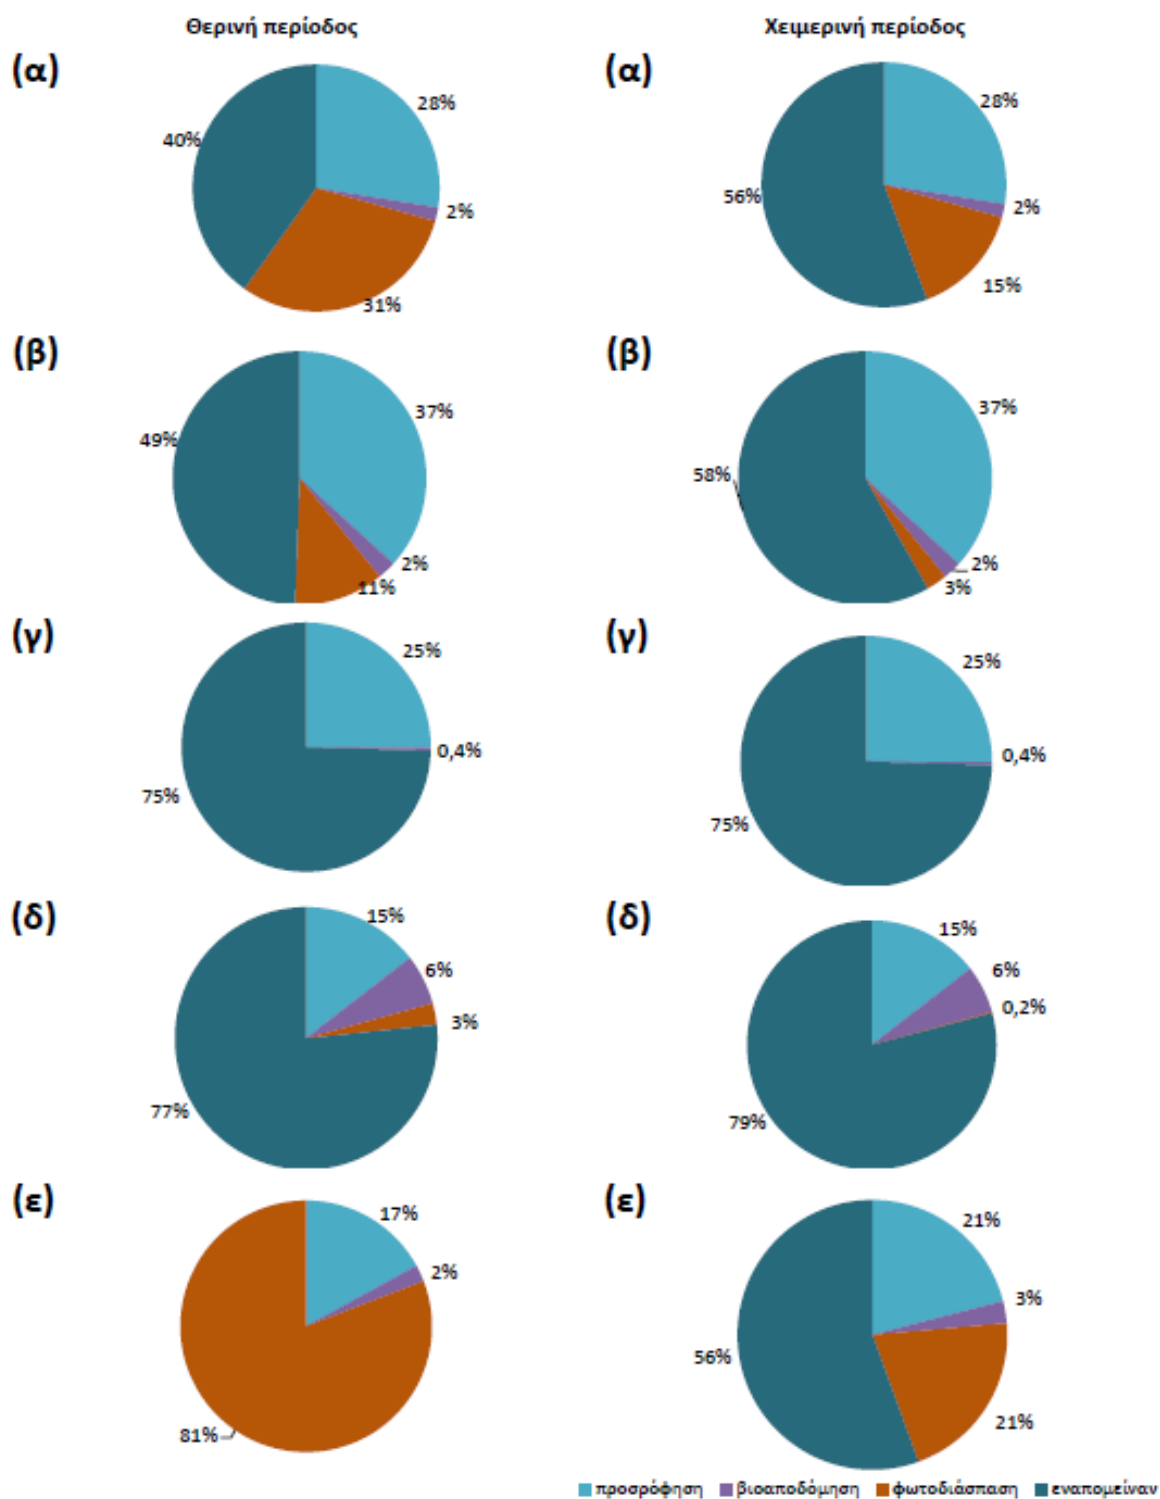 Θερινή περίοδος
Χειμερινή περίοδος
(α)
28%
40%
2%
31%
(α)
28%
56%
2%
15%
(β)
37%
49%
2%
11%
(β)
37%
58%
2%
3%
(γ)
25%
0,4%
75%
(γ)
25%
0,4%
75%
(δ)
15%
6%
3%
77%
(δ)
15%
6%
0,2%
79%
(ε)
17%
2%
81%
(ε)
21%
3%
56%
21%
προσρόφηση βιοαποδόμηση φωτοδιάσπαση εναπομείναν